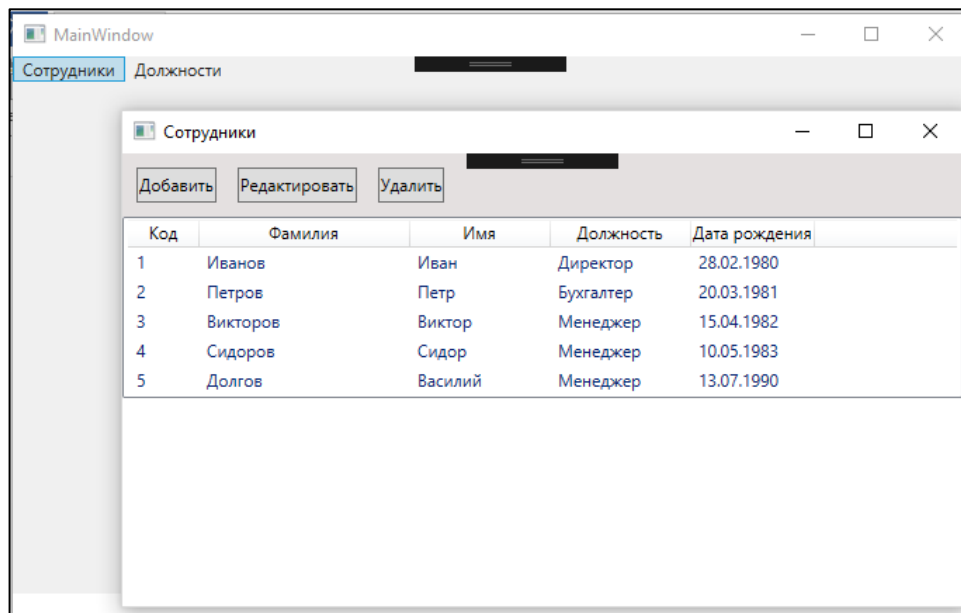 MainWindow
Сотрудники Должности
Сотрудники
Добавить Редактировать Удалить
Код Фамилия Имя Должность Дата рождения
1 Иванов Иван Директор 28.02.1980
2 Петров Петр Бухгалтер 20.03.1981
3 Викторов Виктор Менеджер 15.04.1982
4 Сидоров Сидор Менеджер 10.05.1983
5 Долгов Василий Менеджер 13.07.1990